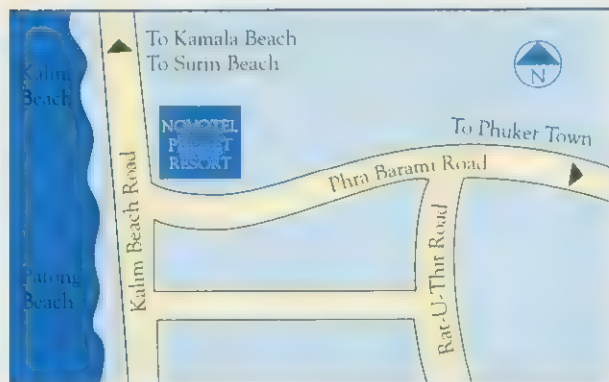 To Kamala Beach
To Surin Beach
Kalim
Beach
N
NOVOTEL
PHUKET
RESORT
To Phuket Town
Phra Barami Road
Kalim Beach Road
Rat-U-Thit Road
Patong
Beach